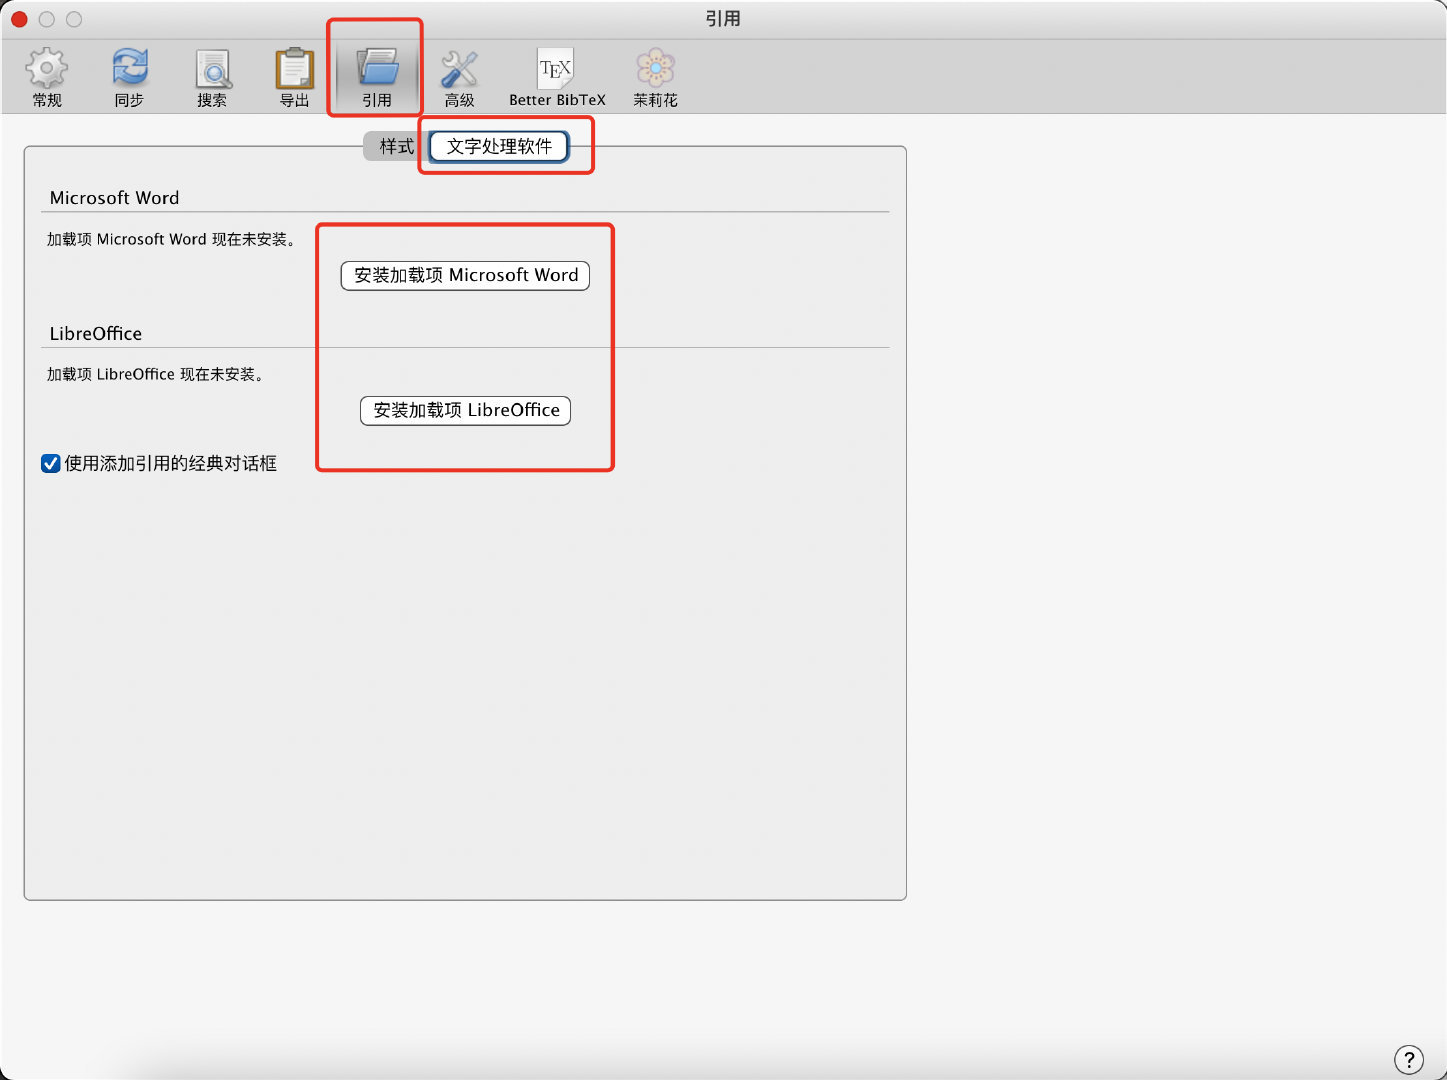 引用
常规
同步
搜索
导出
引用
高级
TEX
Better BibTeX
茉莉花
样式
文字处理软件
Microsoft Word
加载项 Microsoft Word 现在未安装。
安装加载项 Microsoft Word
LibreOffice
加载项 LibreOffice 现在未安装。
安装加载项 LibreOffice
使用添加引用的经典对话框
?